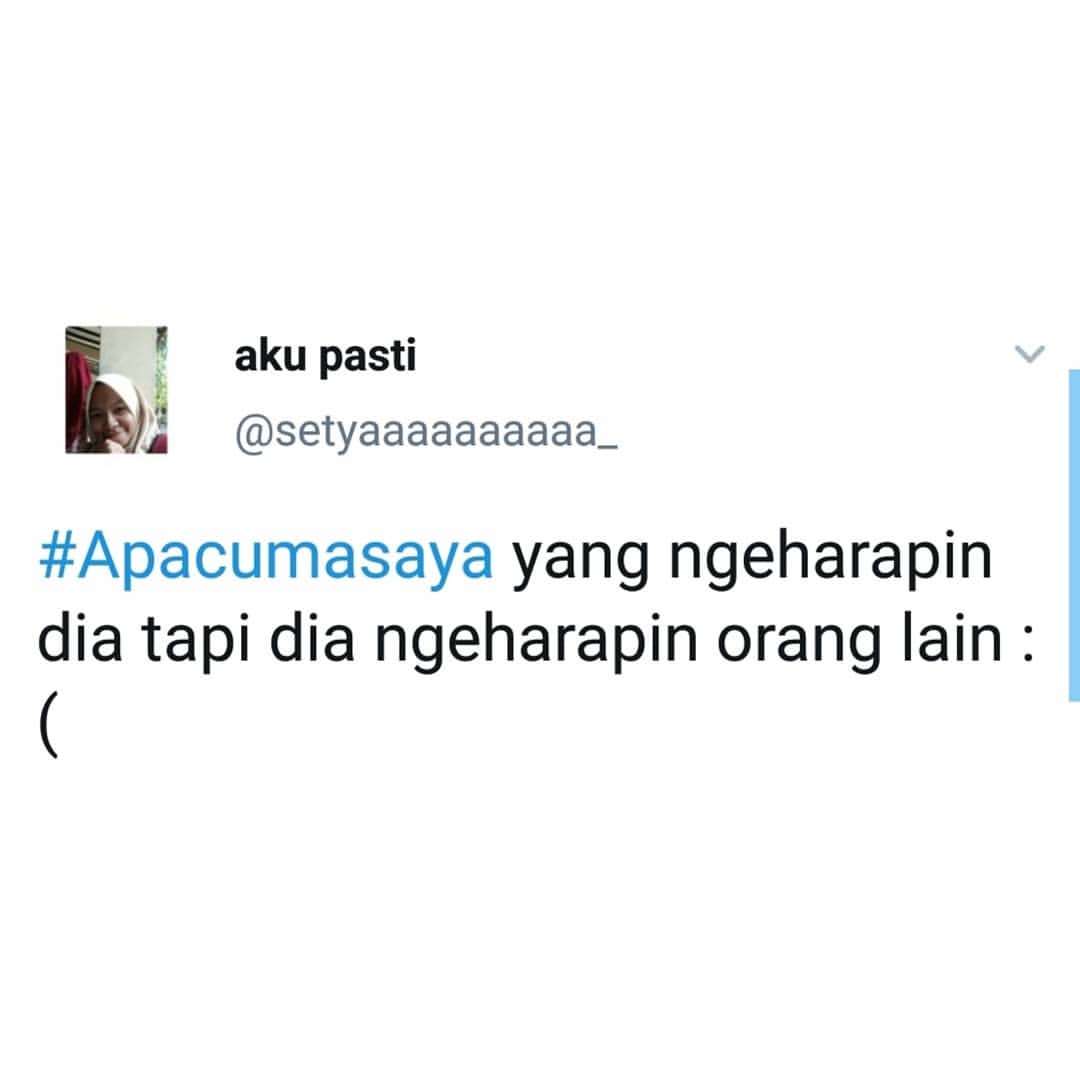 aku pasti
@setyaaaaaaaaaa_
#Apacumasaya yang ngeharapin
dia tapi dia ngeharapin orang lain :
(